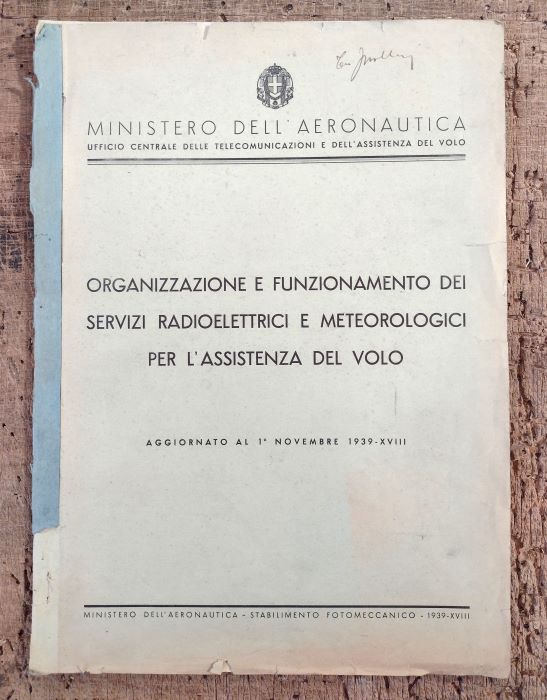 MINISTERO DELL'AERONAUTICA
UFFICIO CENTRALE DELLE TELECOMUNICAZIONI E DELL'ASSISTENZA DEL VOLO
ORGANIZZAZIONE E FUNZIONAMENTO DEI
SERVIZI RADIOELETTRICI E METEOROLOGICI
PER L'ASSISTENZA DEL VOLO
AGGIORNATO AL 1° NOVEMBRE 1939-XVIII
MINISTERO DELL'AERONAUTICA - STABILIMENTO FOTOMECCANICO - 1939-XVIII